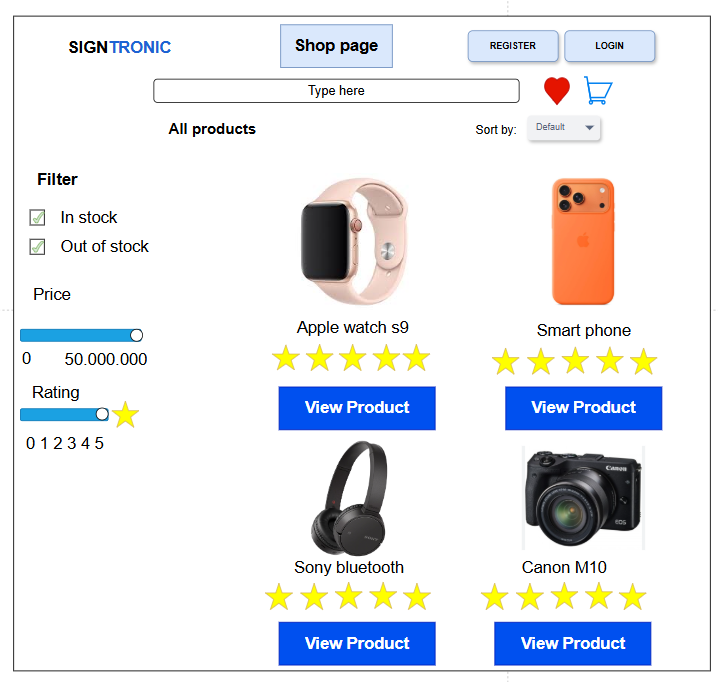 SIGNTRONIC
Shop page
REGISTER
LOGIN
Type here
All products
Sort by:
Default
Filter
In stock
Out of stock
Price
0 50.000.000
Rating
0 1 2 3 4 5
Apple watch s9
Smart phone
View Product
View Product
Canon
EOS
Sony bluetooth
Canon M10
View Product
View Product